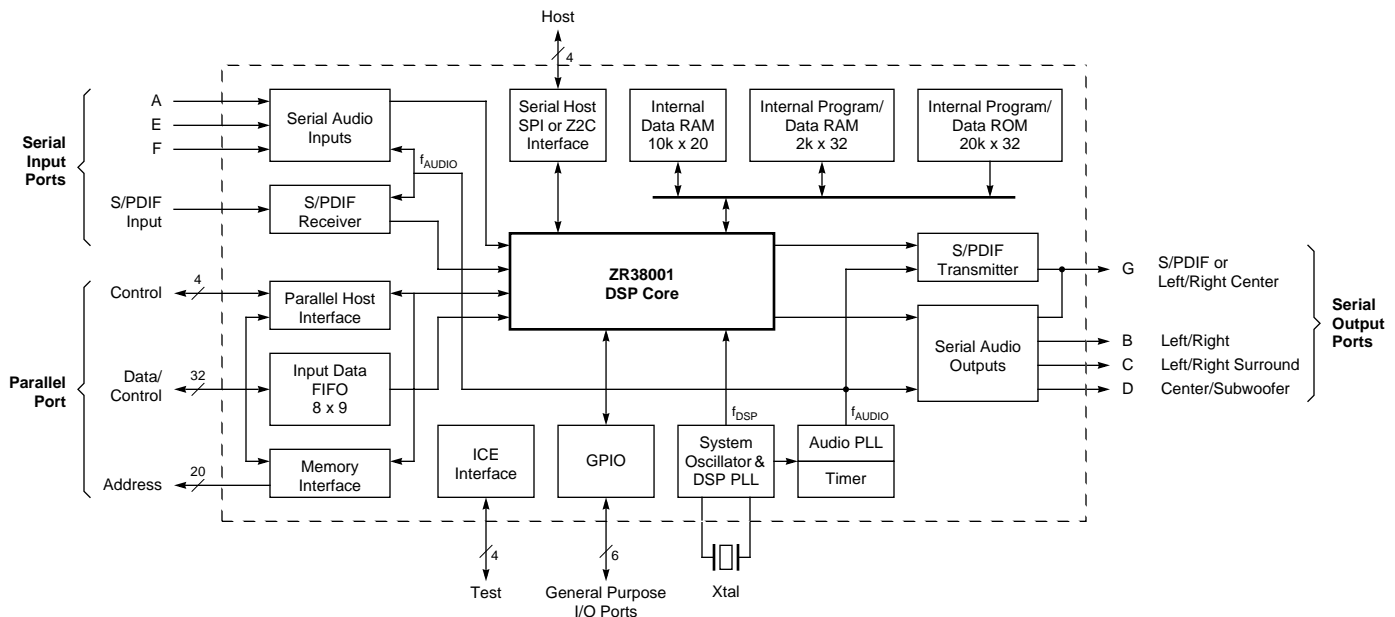 Host
4
A
E
F
Serial
Input
Ports
S/PDIF
Input
Serial Audio
Inputs
f_AUDIO
S/PDIF
Receiver
Serial Host
SPI or Z2C
Interface
Internal
Data RAM
10k x 20
Internal Program/
Data RAM
2k x 32
Internal Program/
Data ROM
20k x 32
ZR38001
DSP Core
S/PDIF
Transmitter
G
S/PDIF or
Left/Right Center
Serial
Output
Ports
Serial Audio
Outputs
B Left/Right
C Left/Right Surround
D Center/Subwoofer
Control
4
Parallel Host
Interface
Parallel
Port
Data/
Control
32
Input Data
FIFO
8 x 9
Address
20
Memory
Interface
ICE
Interface
GPIO
f_DSP
System
Oscillator &
DSP PLL
f_AUDIO
Audio PLL
Timer
4
Test
6
General Purpose
I/O Ports
Xtal